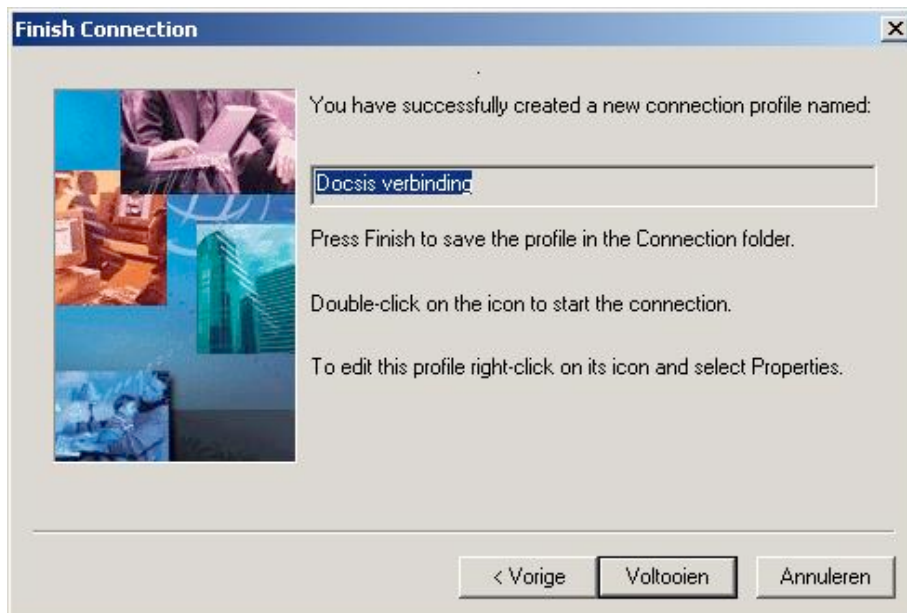 Finish Connection
You have successfully created a new connection profile named:
Docsis verbinding
Press Finish to save the profile in the Connection folder.
Double-click on the icon to start the connection.
To edit this profile right-click on its icon and select Properties.
< Vorige
Voltooien
Annuleren